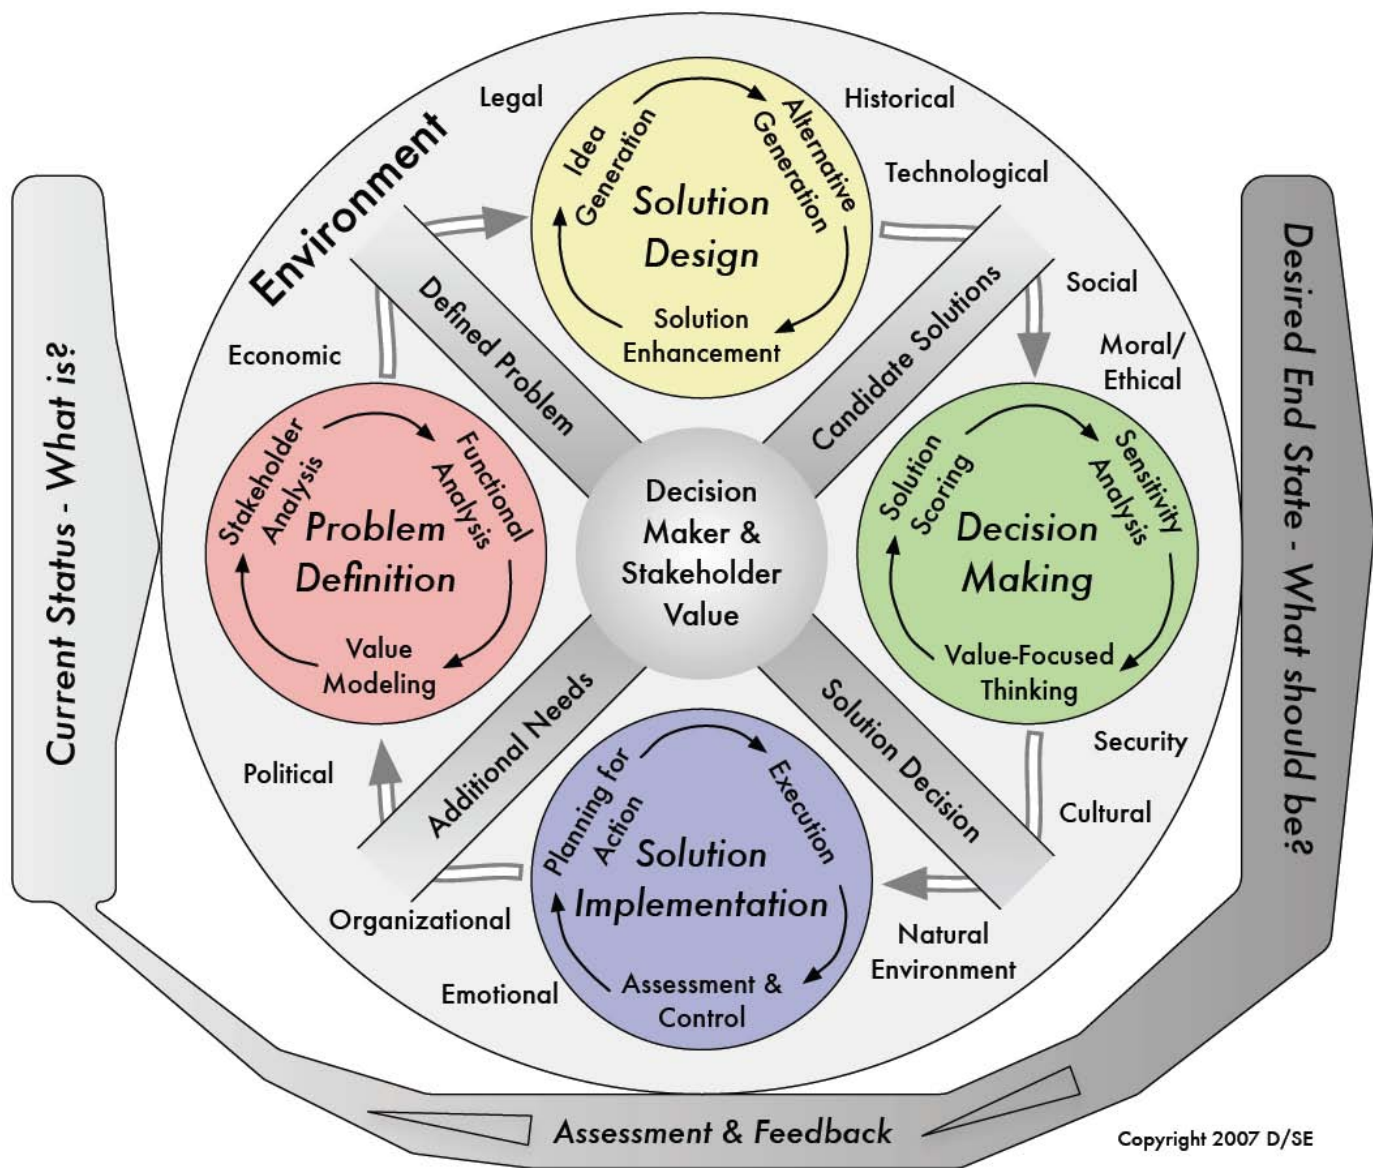 Legal
Historical
Environment
Technological
Idea
Generation
Alternative
Generation
Solution
Design
Solution
Enhancement
Defined Problem
Candidate Solutions
Social
Moral/
Ethical
Economic
Current Status - What is?
Desired End State - What should be?
Stakeholder
Analysis
Functional
Analysis
Problem
Definition
Value
Modeling
Decision
Maker &
Stakeholder
Value
Solution
Scoring
Sensitivity
Analysis
Decision
Making
Value-Focused
Thinking
Additional Needs
Solution Decision
Security
Political
Cultural
Planning for
Action
Execution
Solution
Implementation
Assessment &
Control
Organizational
Natural
Environment
Emotional
Assessment & Feedback
Copyright 2007 D/SE